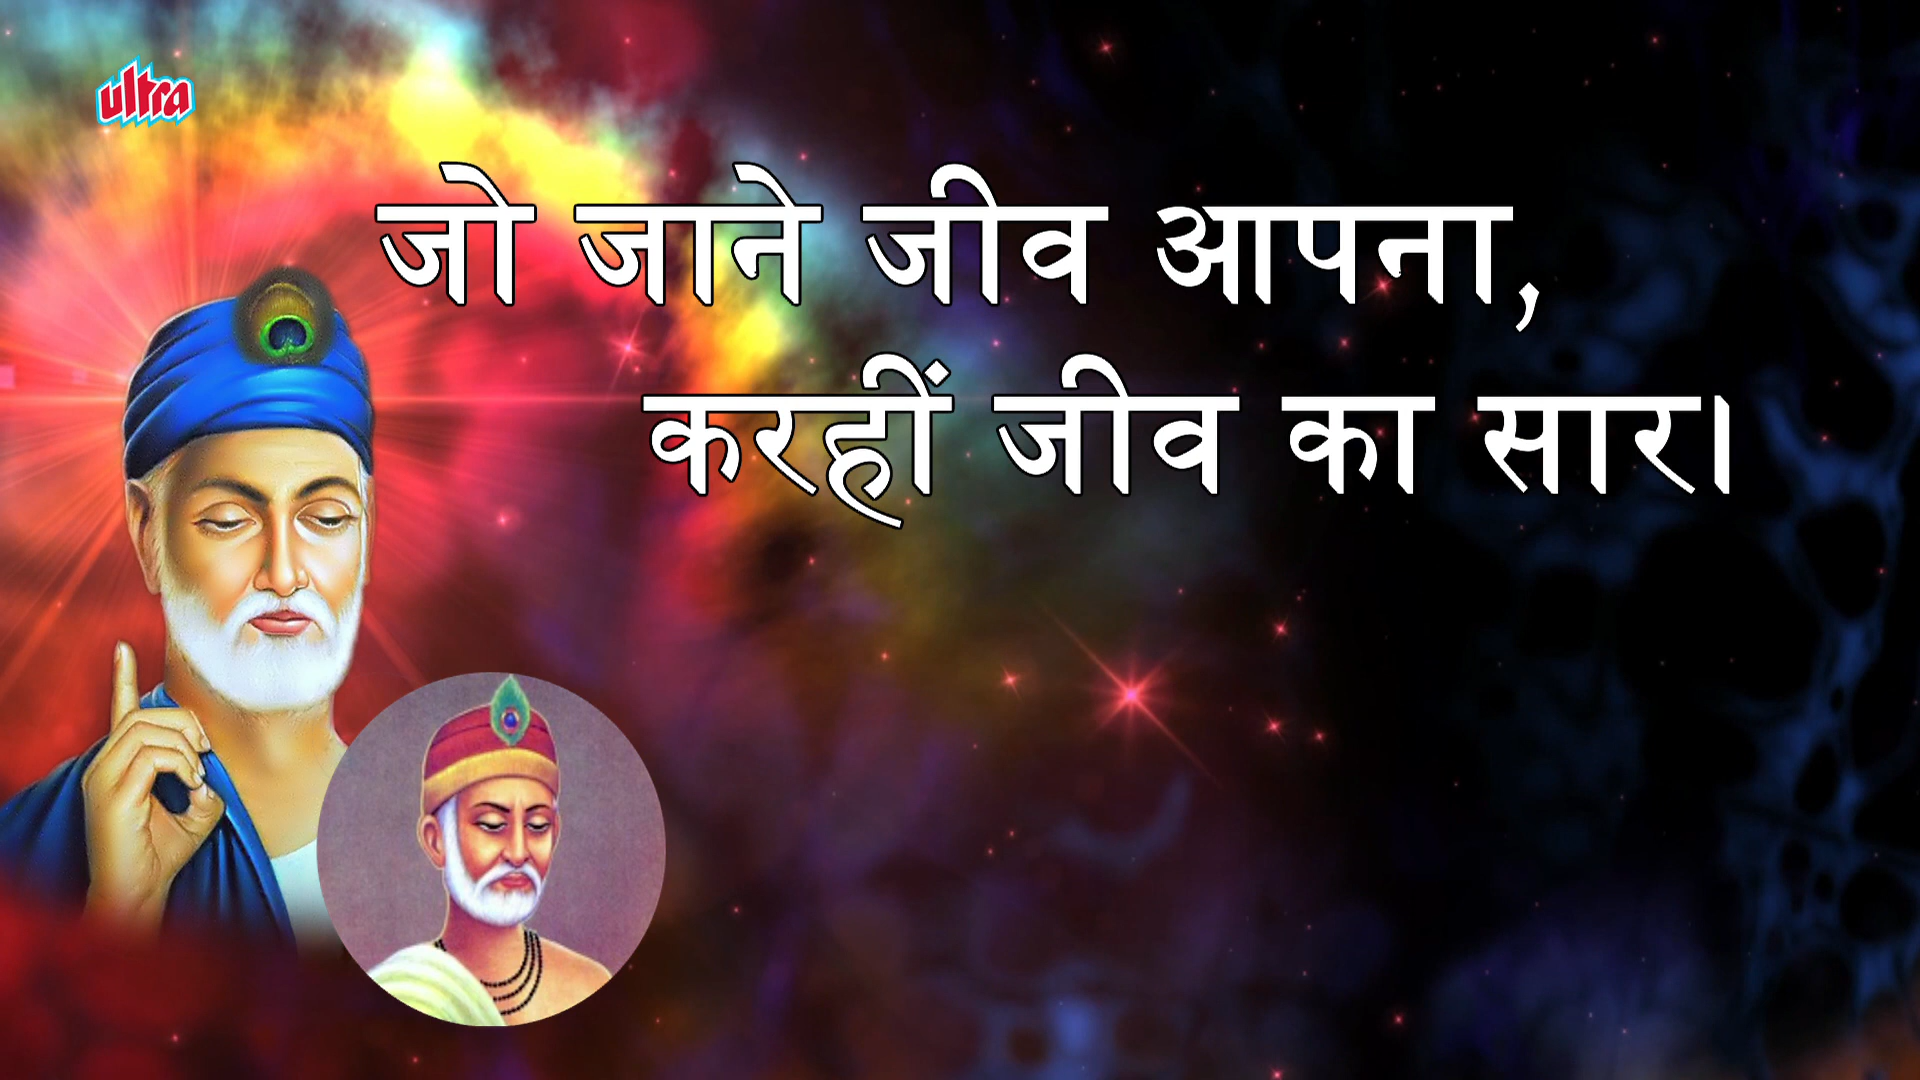 ultra
जो जाने जीव आपना,
करहीं जीव का सार।